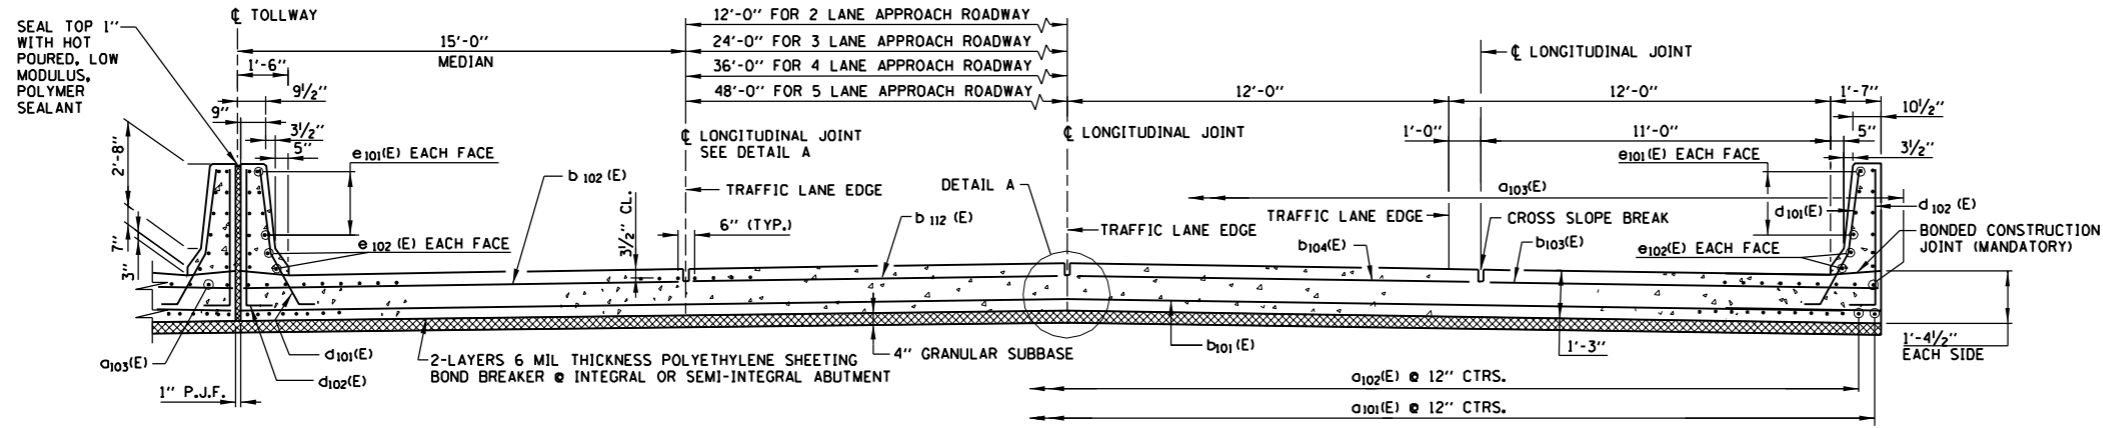 SEAL TOP 1"
WITH HOT
POURED, LOW
MODULUS,
POLYMER
SEALANT
℄ TOLLWAY
15'-0"
MEDIAN
1'-6"
9½"
9"
3½"
5"
2'-8"
7"
3"
e101(E) EACH FACE
e102 (E) EACH FACE
12'-0" FOR 2 LANE APPROACH ROADWAY
24'-0" FOR 3 LANE APPROACH ROADWAY
36'-0" FOR 4 LANE APPROACH ROADWAY
48'-0" FOR 5 LANE APPROACH ROADWAY
℄ LONGITUDINAL JOINT
SEE DETAIL A
℄ LONGITUDINAL JOINT
℄ LONGITUDINAL JOINT
12'-0"
12'-0"
1'-7"
10½"
1'-0"
11'-0"
5"
3½"
e101(E) EACH FACE
b 102 (E)
3½" CL.
TRAFFIC LANE EDGE
6" (TYP.)
DETAIL A
b 112 (E)
TRAFFIC LANE EDGE
a103(E)
TRAFFIC LANE EDGE
CROSS SLOPE BREAK
b104(E)
b103(E)
d101(E)
d 102 (E)
e102(E) EACH FACE
BONDED CONSTRUCTION
JOINT (MANDATORY)
a103(E)
d101(E)
d102(E)
1" P.J.F.
2-LAYERS 6 MIL THICKNESS POLYETHYLENE SHEETING
BOND BREAKER @ INTEGRAL OR SEMI-INTEGRAL ABUTMENT
4" GRANULAR SUBBASE
b101(E)
1'-3"
1'-4½"
EACH SIDE
a102(E) @ 12" CTRS.
a101(E) @ 12" CTRS.